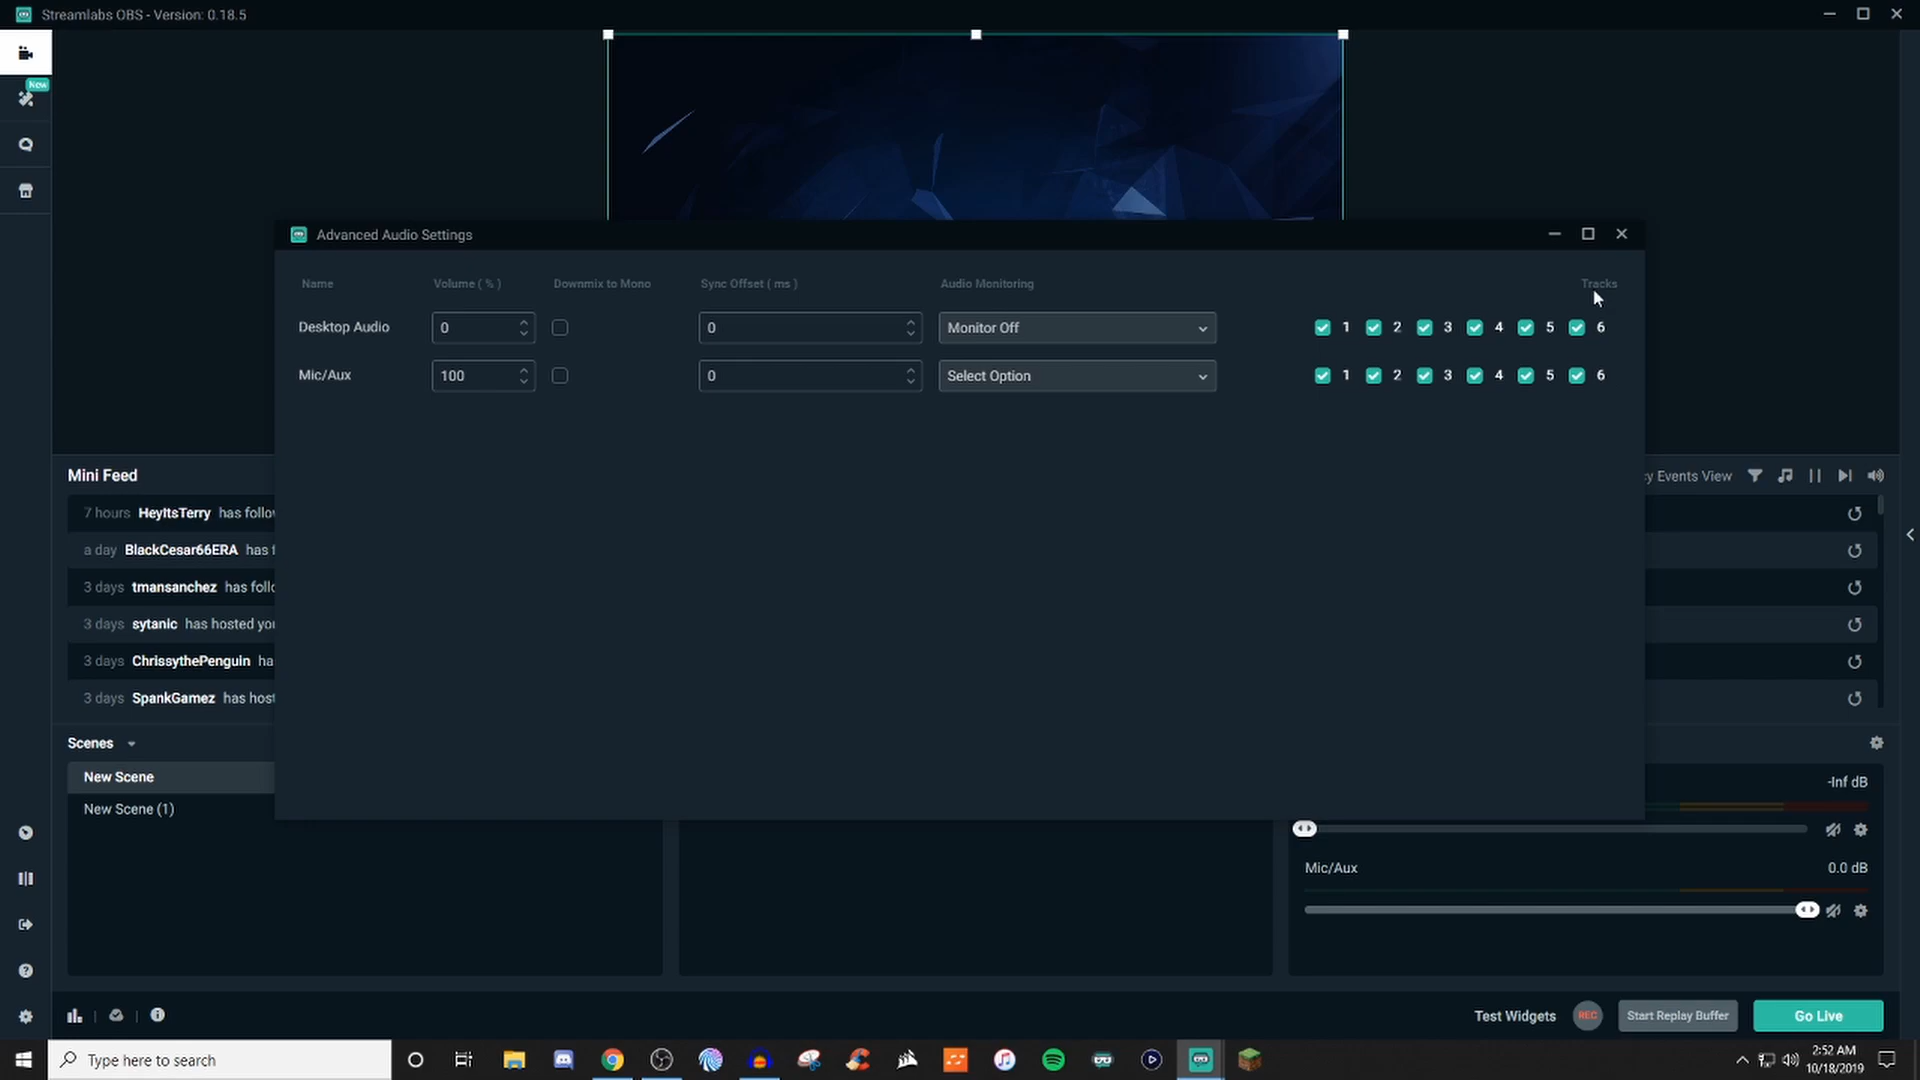 Streamlabs OBS - Version: 0.18.5
New
Advanced Audio Settings
Name Volume ( % ) Downmix to Mono Sync Offset ( ms ) Audio Monitoring Tracks
Desktop Audio 0 0 Monitor Off 1 2 3 4 5 6
Mic/Aux 100 0 Select Option 1 2 3 4 5 6
Mini Feed
Events View
7 hours HeyItsTerry has
a day BlackCesar66ERA has
3 days tmansanchez has
3 days sytanic has hosted
3 days ChrissythePenguin
3 days SpankGamez has
Scenes
New Scene
New Scene (1)
-Inf dB
Mic/Aux 0.0 dB
Test Widgets REC Start Replay Buffer Go Live
Type here to search
2:52 AM
10/18/2019